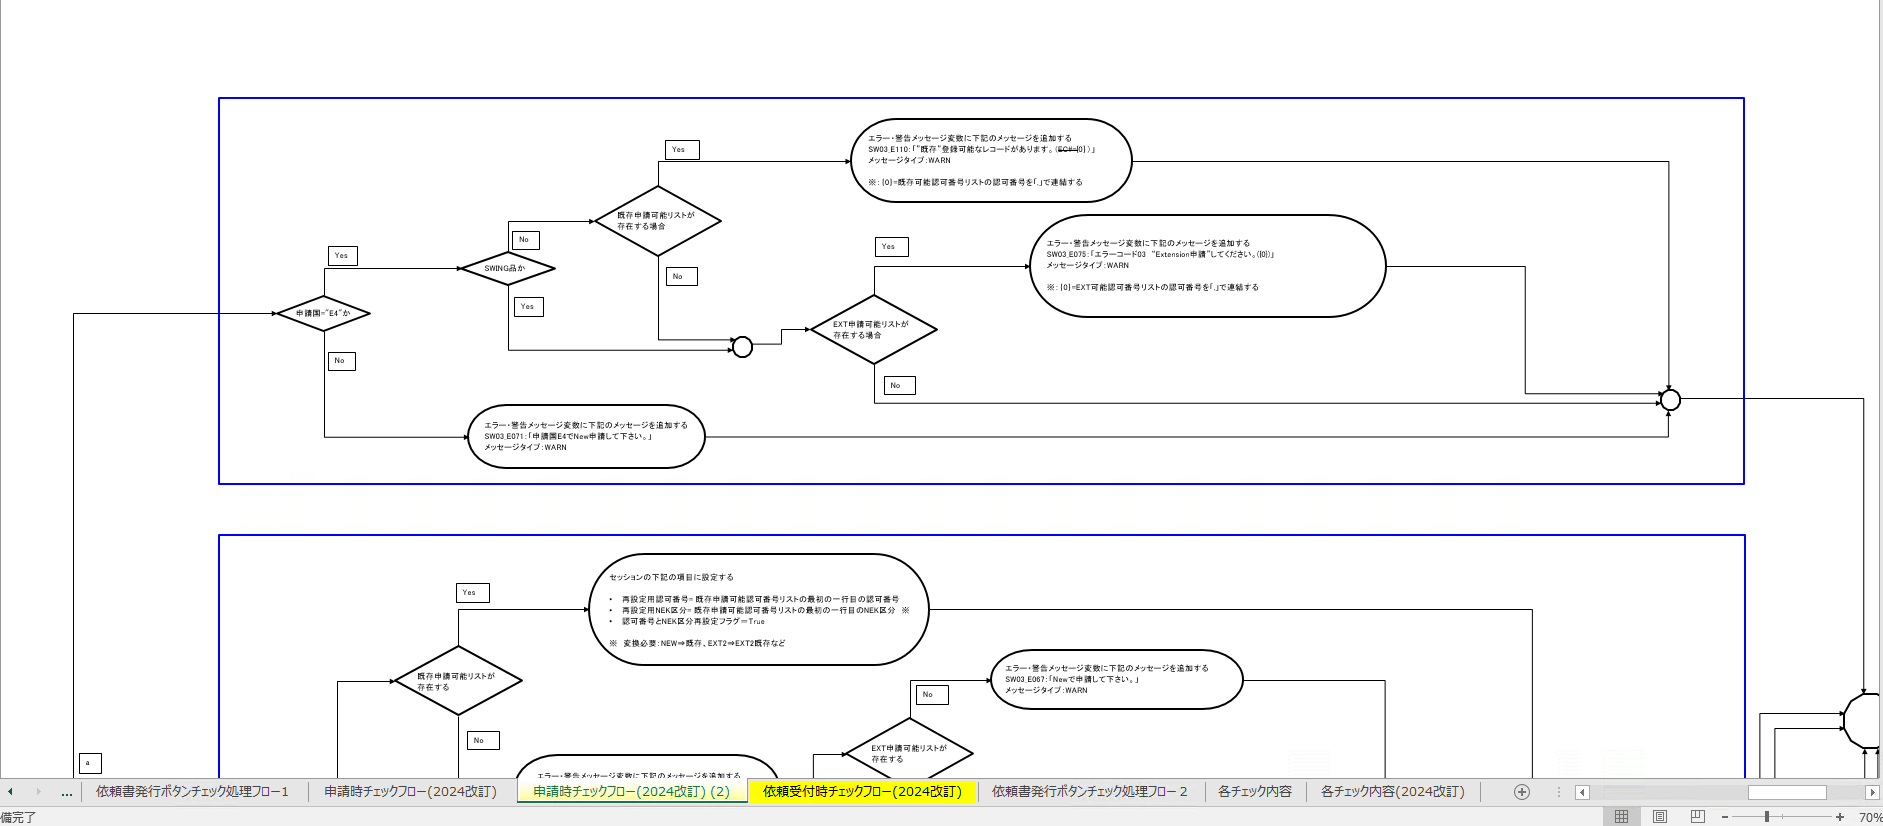 エラー・警告メッセージ変数に下記のメッセージを追加する
SW03_E110:「"既存"登録可能なレコードがあります。(EC#={0})」
メッセージタイプ:WARN
※:{0}=既存可能認可番号リストの認可番号を「,」で連結する
Yes
既存申請可能リストが
存在する場合
No
No
SWING品か
Yes
Yes
申請国="E4"か
No
Yes
エラー・警告メッセージ変数に下記のメッセージを追加する
SW03_E075:「エラーコード03 "Extension申請"してください。({0})」
メッセージタイプ:WARN
※:{0}=EXT可能認可番号リストの認可番号を「,」で連結する
EXT申請可能リストが
存在する場合
No
エラー・警告メッセージ変数に下記のメッセージを追加する
SW03_E071:「申請国E4でNew申請して下さい。」
メッセージタイプ:WARN
セッションの下記の項目に設定する
• 再設定用認可番号= 既存申請可能認可番号リストの最初の一行目の認可番号
• 再設定用NEK区分= 既存申請可能認可番号リストの最初の一行目のNEK区分 ※
• 認可番号とNEK区分再設定フラグ=True
※ 変換必要:NEW⇒既存、EXT2⇒EXT2既存など
Yes
既存申請可能リストが
存在する
No
エラー・警告メッセージ変数に下記のメッセージを追加する
SW03_E067:「Newで申請して下さい。」
メッセージタイプ:WARN
No
EXT申請可能リストが
存在する
エラー・警告メッセージ変数に下記のメッセージを追加する
a
... 依頼書発行ボタンチェック処理フロー1 申請時チェックフロー(2024改訂) 申請時チェックフロー(2024改訂) (2) 依頼受付時チェックフロー(2024改訂) 依頼書発行ボタンチェック処理フロー2 各チェック内容 各チェック内容(2024改訂)
備完了
70%